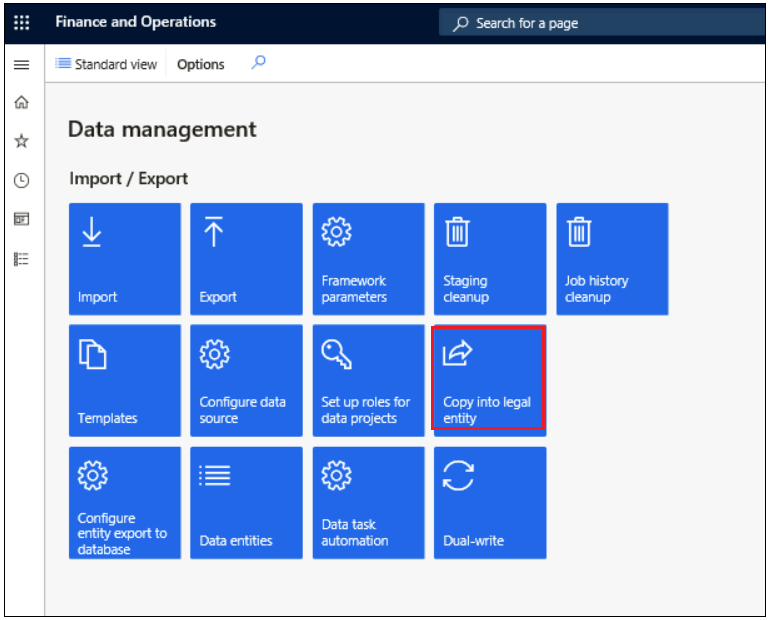 Finance and Operations
Search for a page
Standard view
Options
Data management
Import / Export
Import
Export
Framework
parameters
Staging
cleanup
Job history
cleanup
Templates
Configure data
source
Set up roles for
data projects
Copy into legal
entity
Configure
entity export to
database
Data entities
Data task
automation
Dual-write